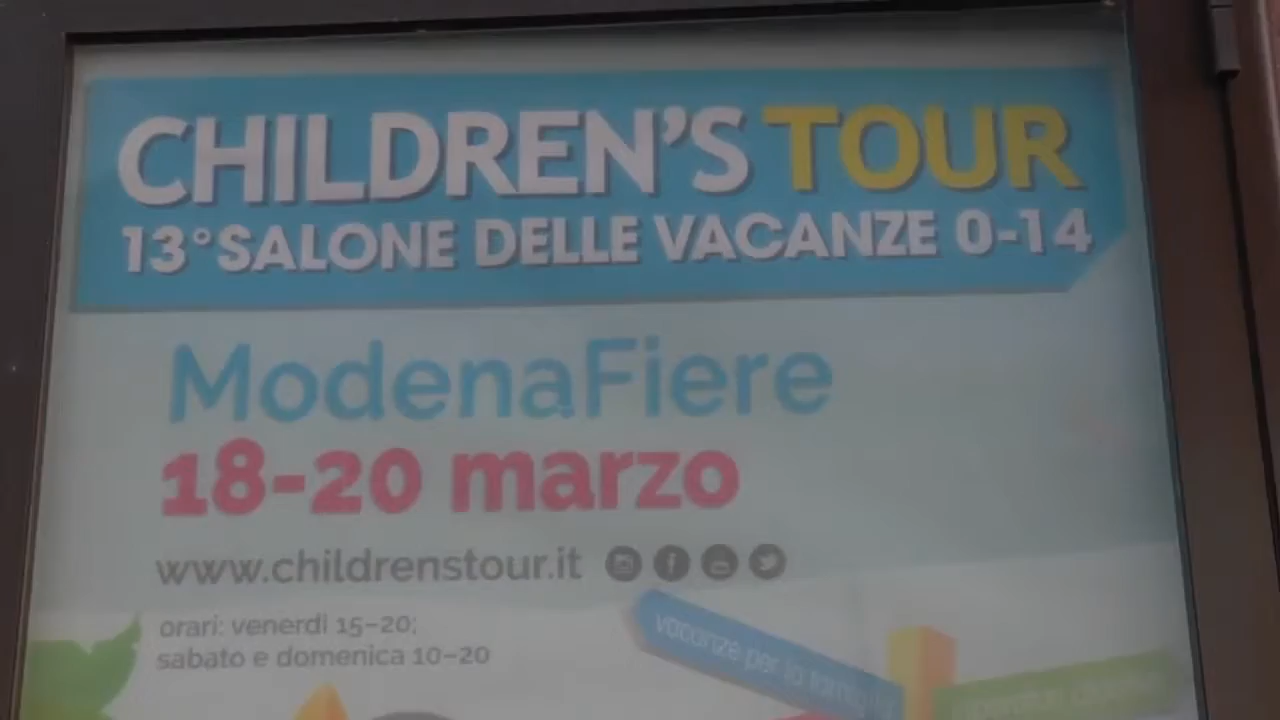 CHILDREN'S TOUR
13°SALONE DELLE VACANZE 0-14
ModenaFiere
18-20 marzo
www.childrenstour.it
orari: venerdì 15–20;
sabato e domenica 10–20
vacanze per la